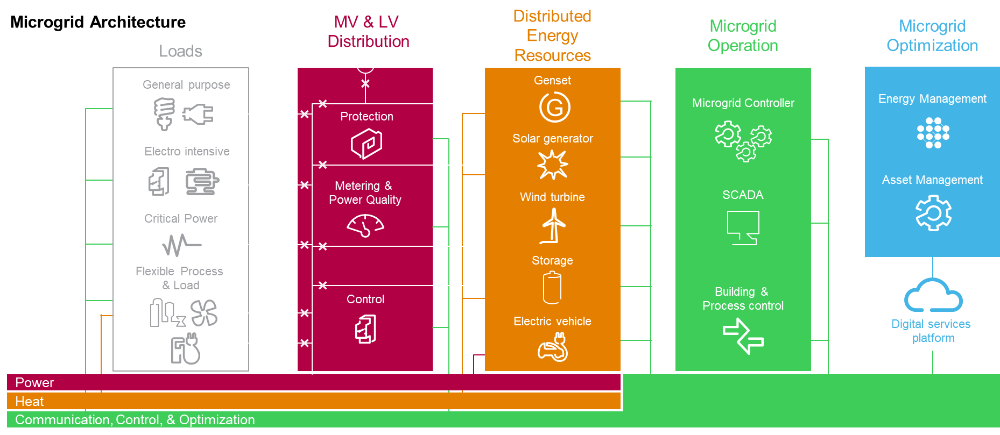 Microgrid Architecture
Loads
General purpose
Electro intensive
Critical Power
Flexible Process
& Load
MV & LV
Distribution
Protection
Metering &
Power Quality
Control
Distributed
Energy
Resources
Genset
G
Solar generator
Wind turbine
Storage
Electric vehicle
Microgrid
Operation
Microgrid Controller
SCADA
Building &
Process control
Microgrid
Optimization
Energy Management
Asset Management
Digital services
platform
Power
Heat
Communication, Control, & Optimization